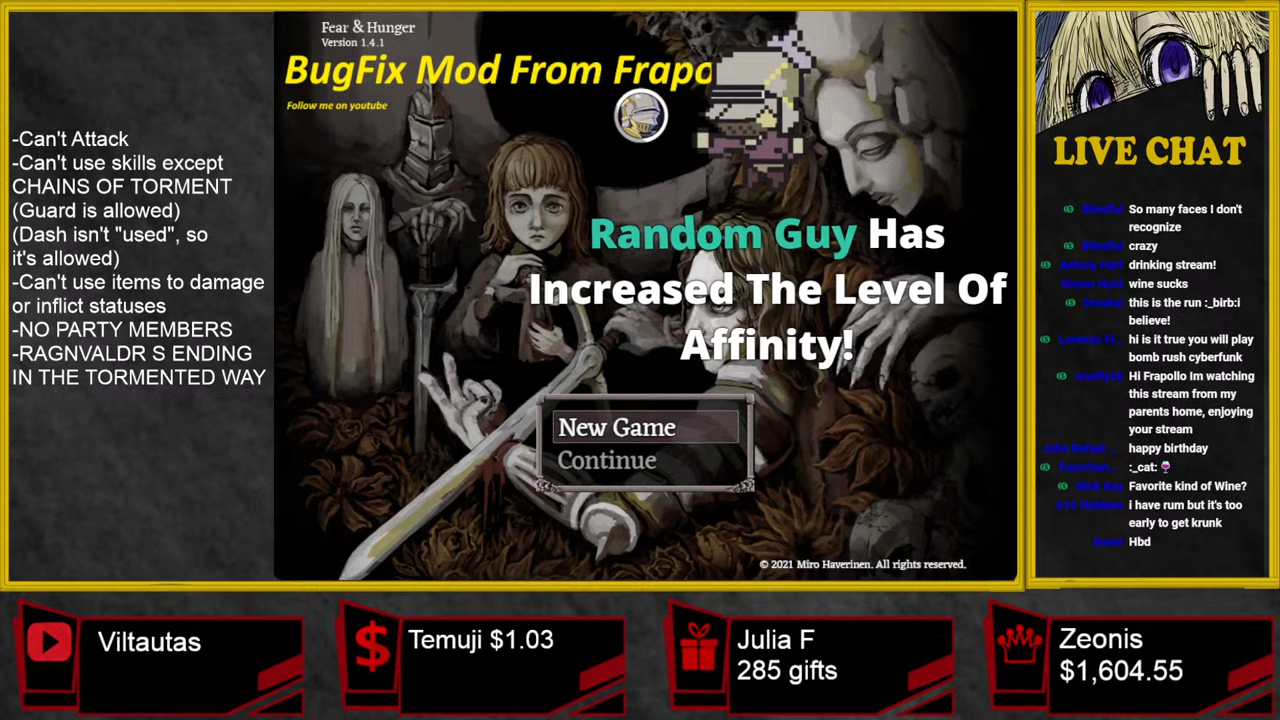 -Can't Attack
-Can't use skills except
CHAINS OF TORMENT
(Guard is allowed)
(Dash isn't "used", so
it's allowed)
-Can't use items to damage
or inflict statuses
-NO PARTY MEMBERS
-RAGNVALDR S ENDING
IN THE TORMENTED WAY
Fear & Hunger
Version 1.4.1
BugFix Mod From Frapo
Follow me on youtube
Random Guy Has
Increased The Level Of
Affinity!
New Game
Continue
© 2021 Miro Haverinen. All rights reserved.
LIVE CHAT
So many faces I don't
recognize
crazy
drinking stream!
wine sucks
this is the run :_birb:i
believe!
hi is it true you will play
bomb rush cyberfunk
Hi Frapollo Im watching
this stream from my
parents home, enjoying
your stream
happy birthday
:_cat: 🍷
Favorite kind of Wine?
i have rum but it's too
early to get krunk
Hbd
Viltautas
Temuji $1.03
Julia F
285 gifts
Zeonis
$1,604.55